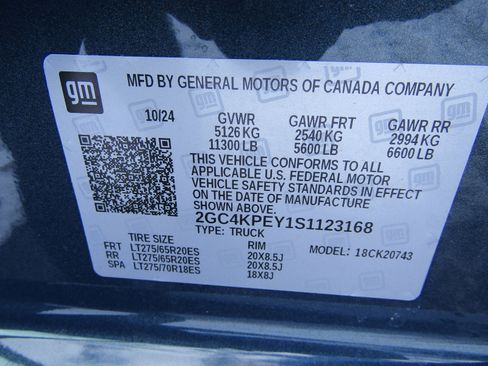 gm
MFD BY GENERAL MOTORS OF CANADA COMPANY
10/24 GVWR GAWR FRT GAWR RR
5126 KG 2540 KG 2994 KG
11300 LB 5600 LB 6600 LB
THIS VEHICLE CONFORMS TO ALL
APPLICABLE U.S. FEDERAL MOTOR
VEHICLE SAFETY STANDARDS IN EFFECT
ON THE DATE OF MANUFACTURE
SHOWN ABOVE.
2GC4KPEY1S1123168
TYPE: TRUCK
TIRE SIZE RIM MODEL: 18CK20743
FRT LT275/65R20ES 20X8.5J
RR LT275/65R20ES 20X8.5J
SPA LT275/70R18ES 18X8J